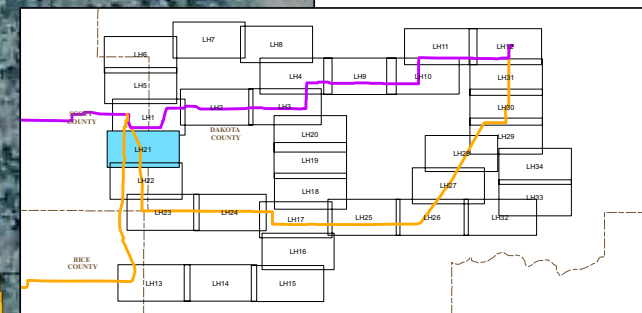 LH7
LH8
LH11
LH12
LH6
LH5
LH4
LH9
LH10
LH31
LH1
LH2
LH3
LH30
SCOTT
COUNTY
DAKOTA
COUNTY
LH20
LH29
LH21
LH19
LH28
LH34
LH22
LH18
LH27
LH33
LH23
LH24
LH17
LH25
LH26
LH32
LH16
RICE
COUNTY
LH13
LH14
LH15